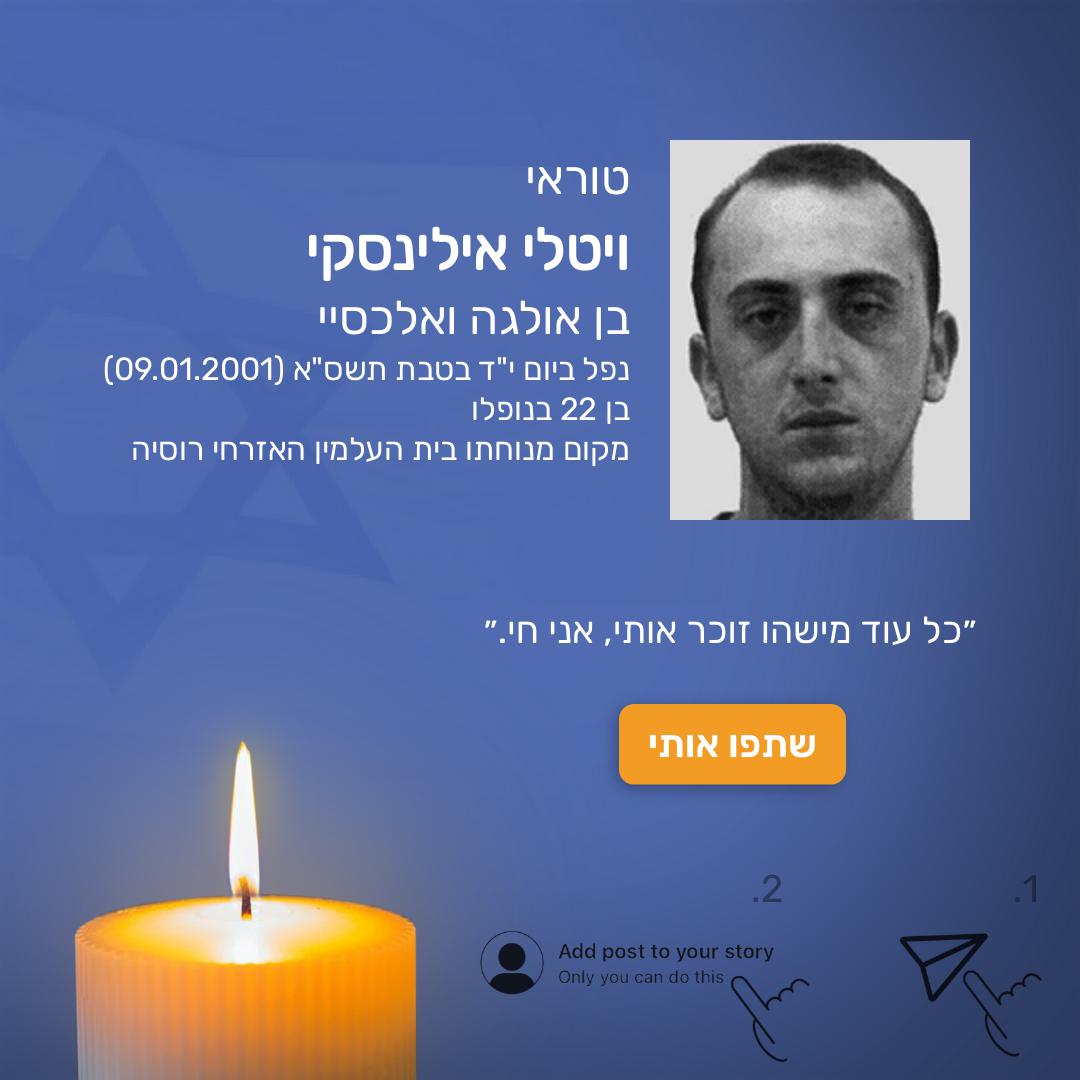 טוראי
ויטלי אילינסקי
בן אולגה ואלכסיי
נפל ביום י"ד בטבת תשס"א (09.01.2001)
בן 22 בנופלו
מקום מנוחתו בית העלמין האזרחי רוסיה
״כל עוד מישהו זוכר אותי, אני חי.״
שתפו אותי
1.
2.
Add post to your story
Only you can do this